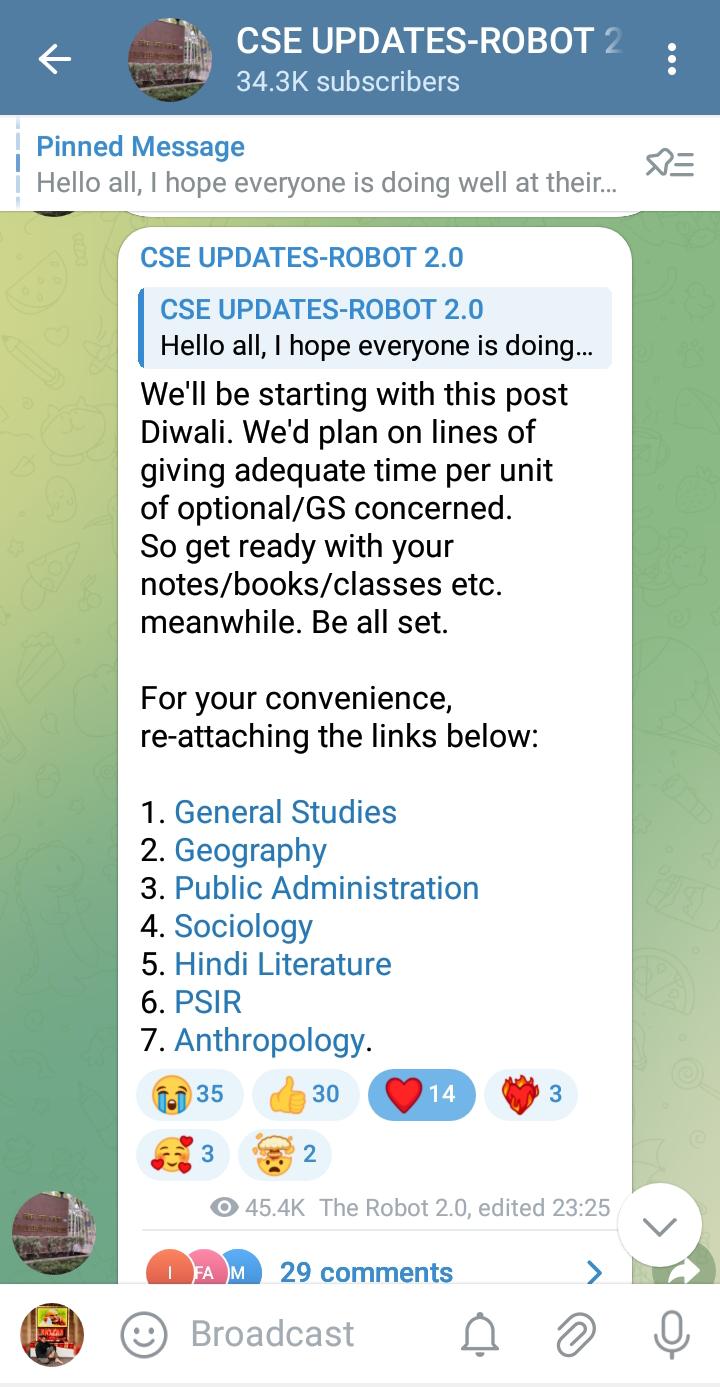 CSE UPDATES-ROBOT 2
34.3K subscribers
Pinned Message
Hello all, I hope everyone is doing well at their...
CSE UPDATES-ROBOT 2.0
CSE UPDATES-ROBOT 2.0
Hello all, I hope everyone is doing...
We'll be starting with this post
Diwali. We'd plan on lines of
giving adequate time per unit
of optional/GS concerned.
So get ready with your
notes/books/classes etc.
meanwhile. Be all set.
For your convenience,
re-attaching the links below:
1. General Studies
2. Geography
3. Public Administration
4. Sociology
5. Hindi Literature
6. PSIR
7. Anthropology.
35 30 14 3
3 2
45.4K The Robot 2.0, edited 23:25
I FA M 29 comments
Broadcast